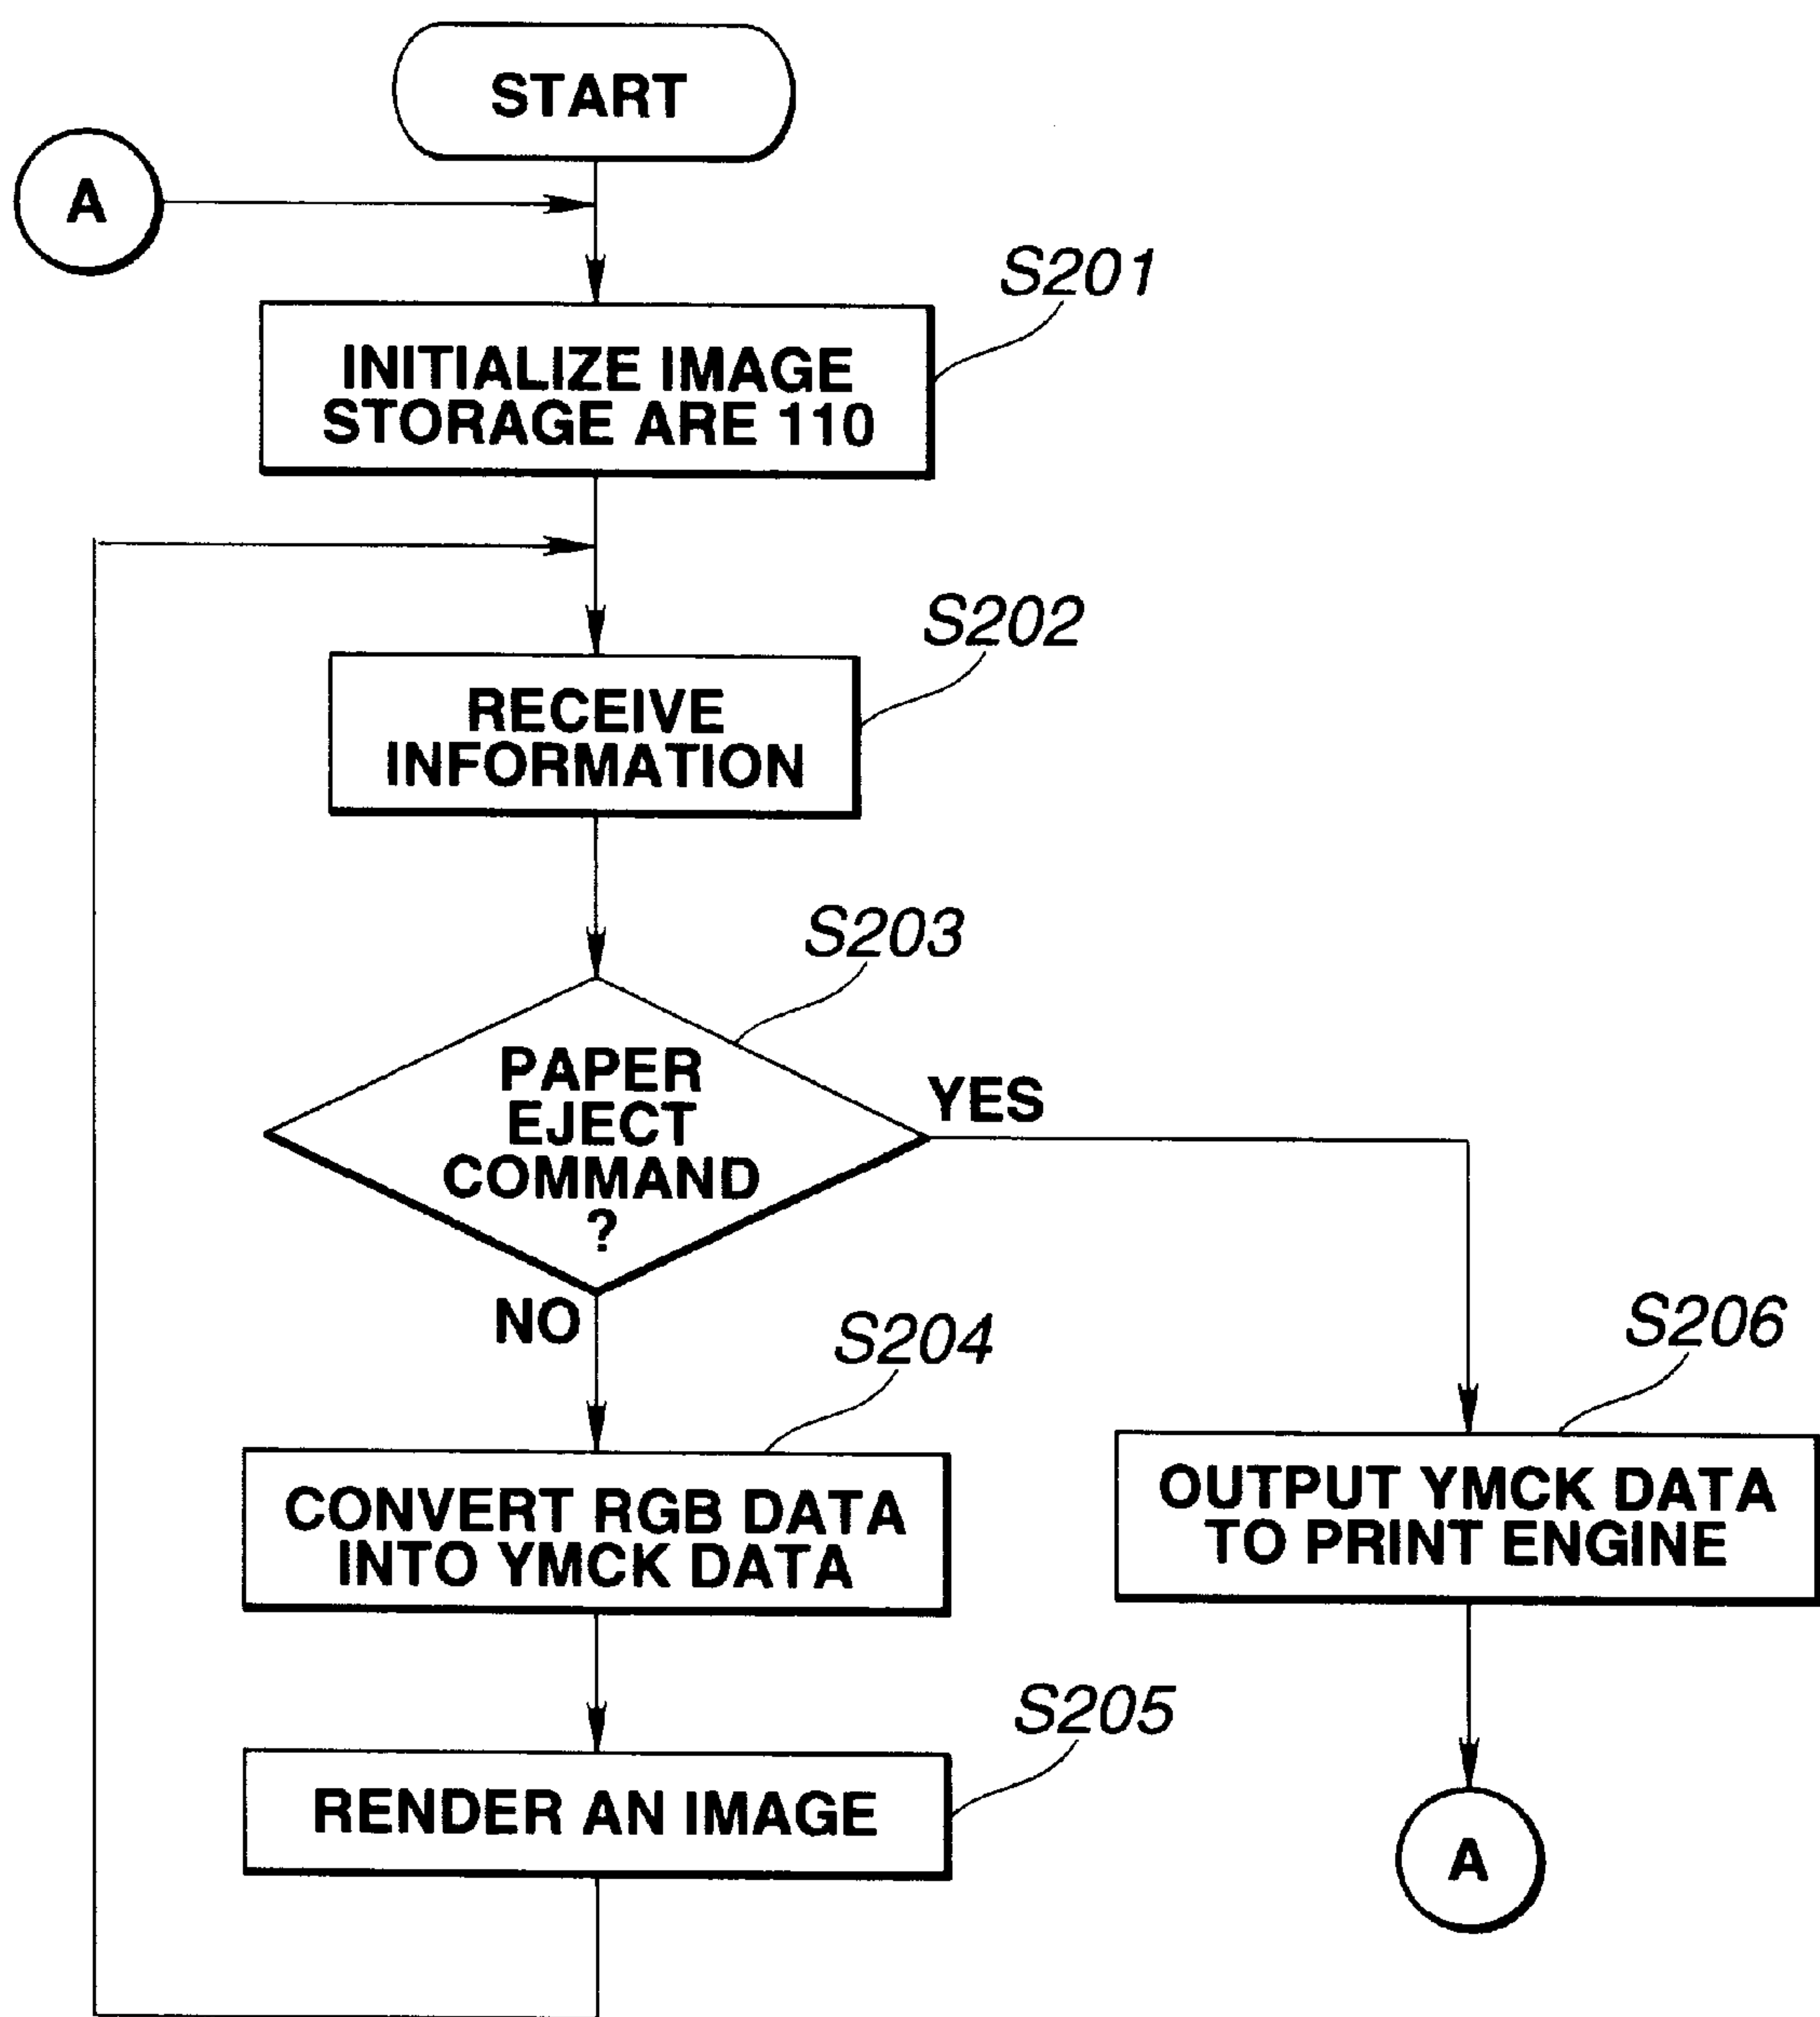 START
A
S201
INITIALIZE IMAGE
STORAGE ARE 110
S202
RECEIVE
INFORMATION
S203
PAPER
EJECT
COMMAND
?
YES
NO
S204
CONVERT RGB DATA
INTO YMCK DATA
S206
OUTPUT YMCK DATA
TO PRINT ENGINE
S205
RENDER AN IMAGE
A